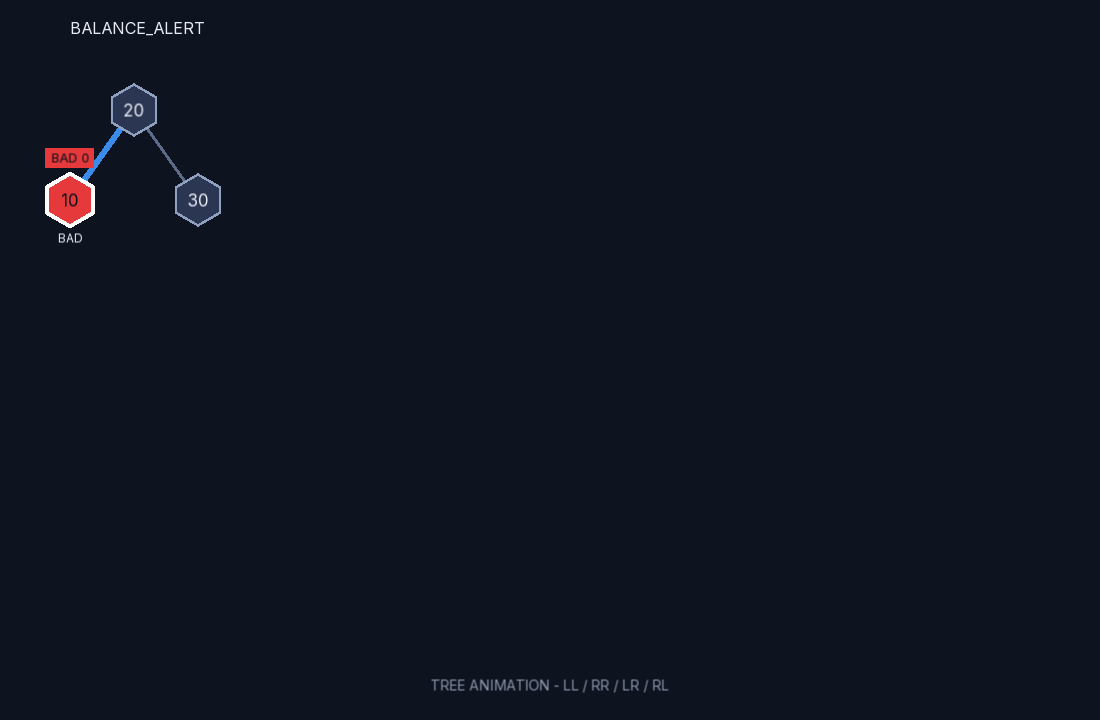 BALANCE_ALERT
20
BAD 0
10
30
BAD
TREE ANIMATION - LL / RR / LR / RL